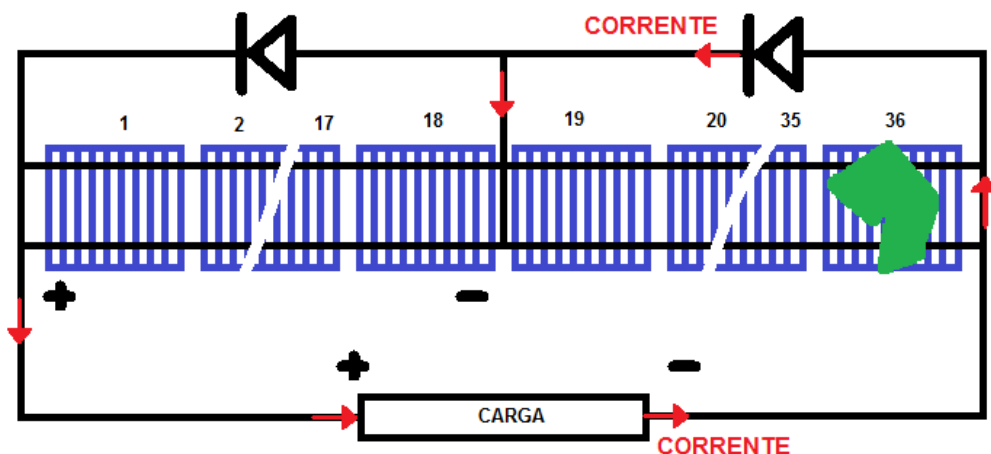 CORRENTE
1 2 17 18 19 20 35 36
+ -
+ -
CARGA
CORRENTE